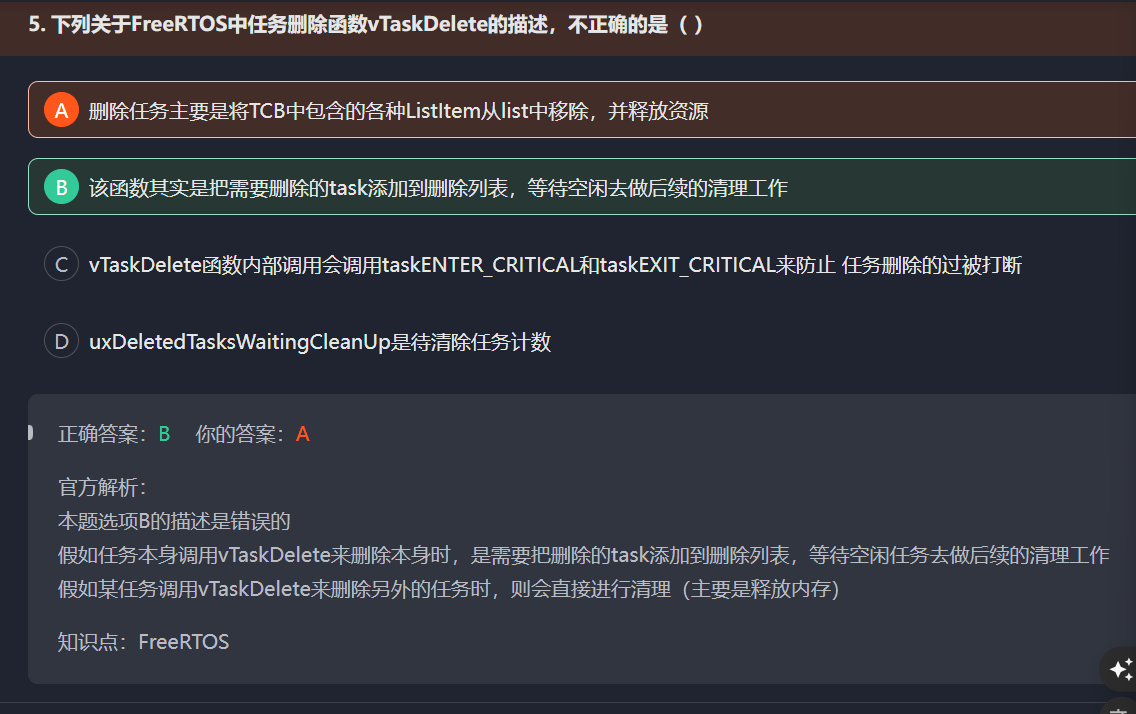 5. 下列关于FreeRTOS中任务删除函数vTaskDelete的描述，不正确的是（ ）
A 删除任务主要是将TCB中包含的各种ListItem从list中移除，并释放资源
B 该函数其实是把需要删除的task添加到删除列表，等待空闲去做后续的清理工作
C vTaskDelete函数内部调用会调用taskENTER_CRITICAL和taskEXIT_CRITICAL来防止 任务删除的过被打断
D uxDeletedTasksWaitingCleanUp是待清除任务计数
正确答案：B 你的答案：A
官方解析：
本题选项B的描述是错误的
假如任务本身调用vTaskDelete来删除本身时，是需要把删除的task添加到删除列表，等待空闲任务去做后续的清理工作
假如某任务调用vTaskDelete来删除另外的任务时，则会直接进行清理（主要是释放内存）
知识点：FreeRTOS